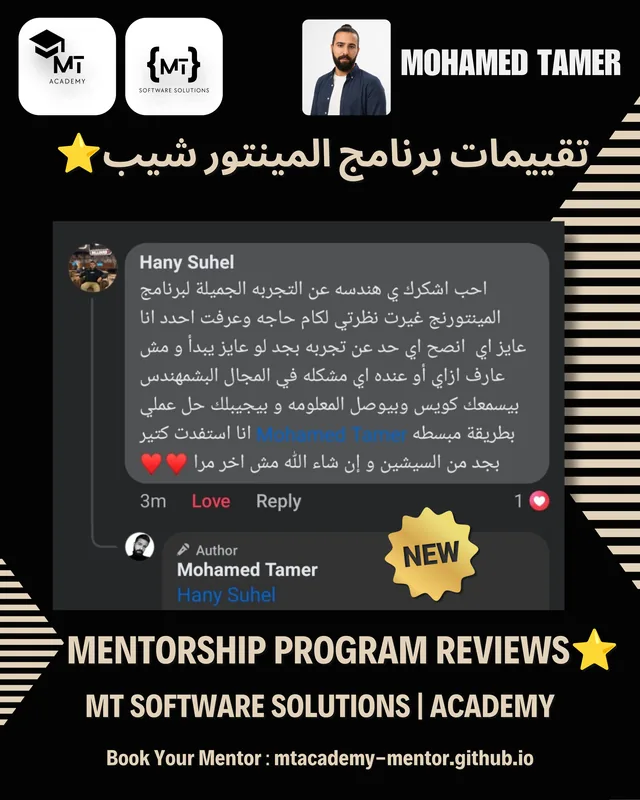 MT
ACADEMY
{MT}
SOFTWARE SOLUTIONS
MOHAMED TAMER
تقييمات برنامج المينتور شيب⭐
Hany Suhel
احب اشكرك ي هندسه عن التجربه الجميلة لبرنامج
المينتورنج غيرت نظرتي لكام حاجه وعرفت احدد انا
عايز اي انصح اي حد عن تجربه بجد لو عايز يبدأ و مش
عارف ازاي أو عنده اي مشكله في المجال البشمهندس
بيسمعك كويس وبيوصل المعلومه و بيجيبلك حل عملي
بطريقة مبسطه Mohamed Tamer انا استفدت كتير
بجد من السيشين و إن شاء الله مش اخر مرا ❤️❤️
3m Love Reply 1
Author
Mohamed Tamer
Hany Suhel
NEW
MENTORSHIP PROGRAM REVIEWS⭐
MT SOFTWARE SOLUTIONS | ACADEMY
Book Your Mentor : mtacademy-mentor.github.io